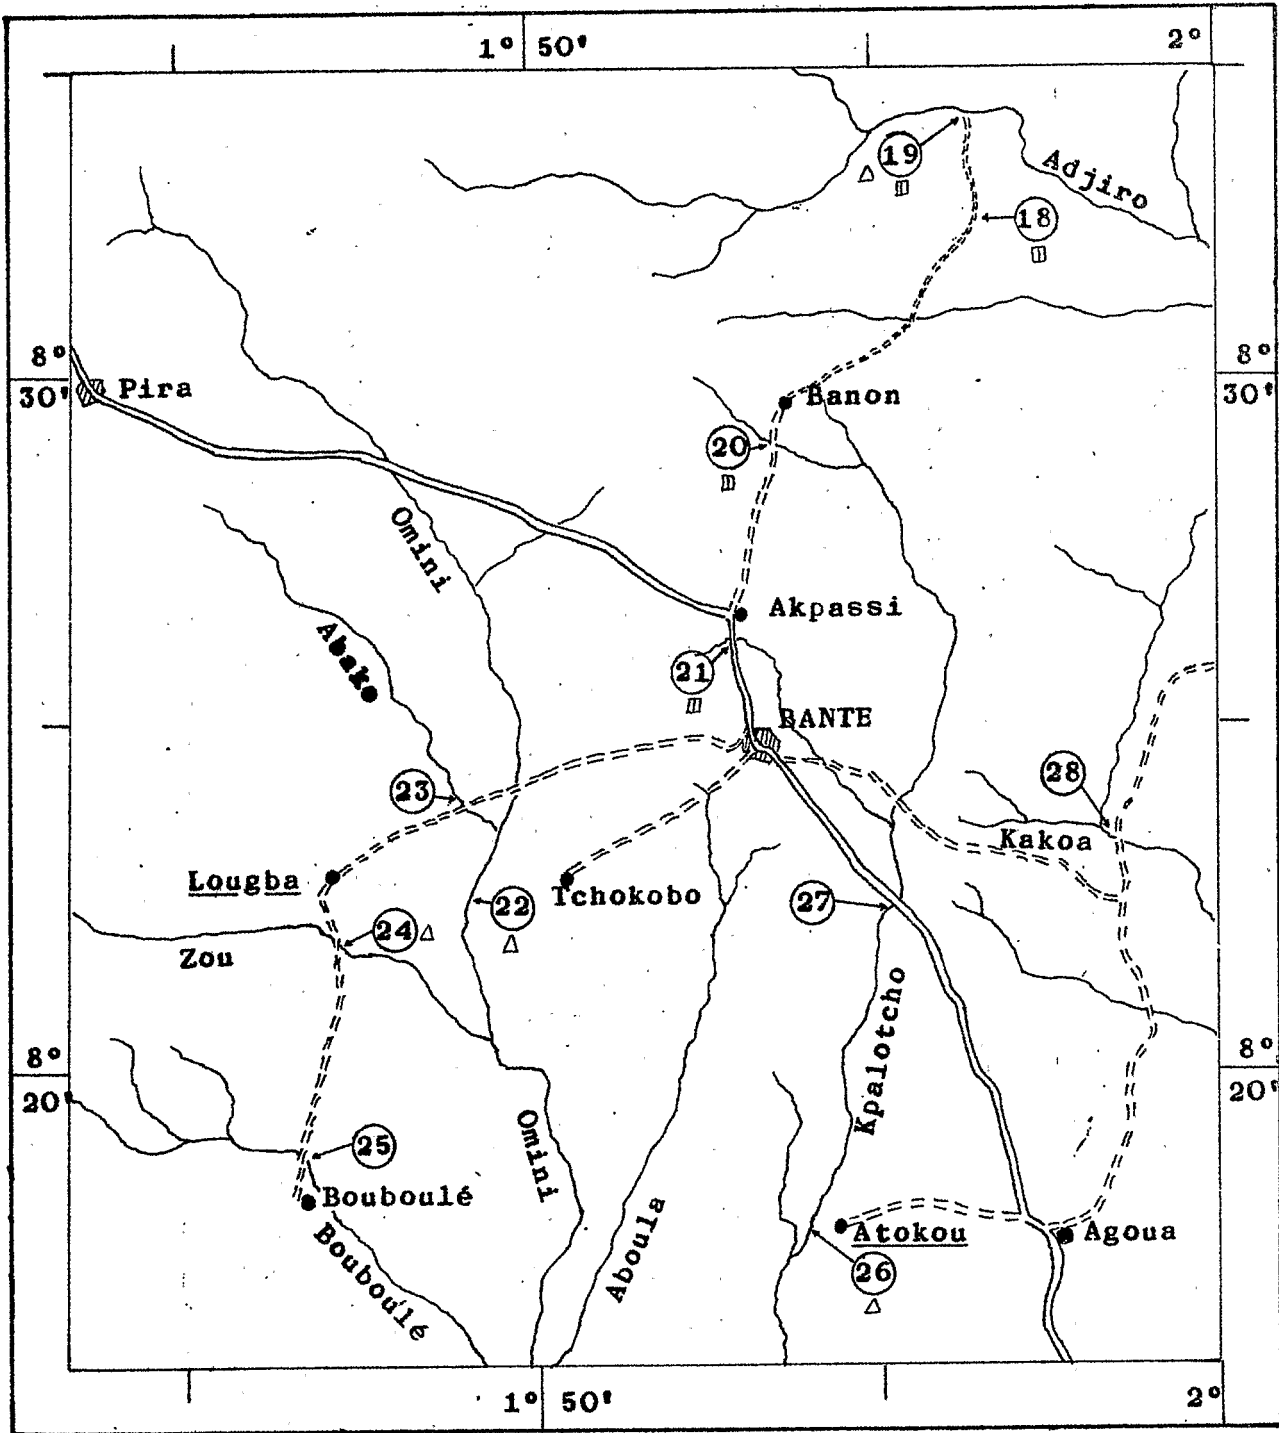 1° 50' 2°
19
Adjiro
18
8° 8°
30' Pira 30'
Banon
20
Omini
Akpassi
Abake
21
BANTE
28
23
Kakoa
Lougba
22 Tchokobo
27
24
Zou
Kpalotcho
8° 8°
20' 20'
Omini
25
Bouboulé
Aboula
Atokou Agoua
Bouboulé
26
1° 50' 2°